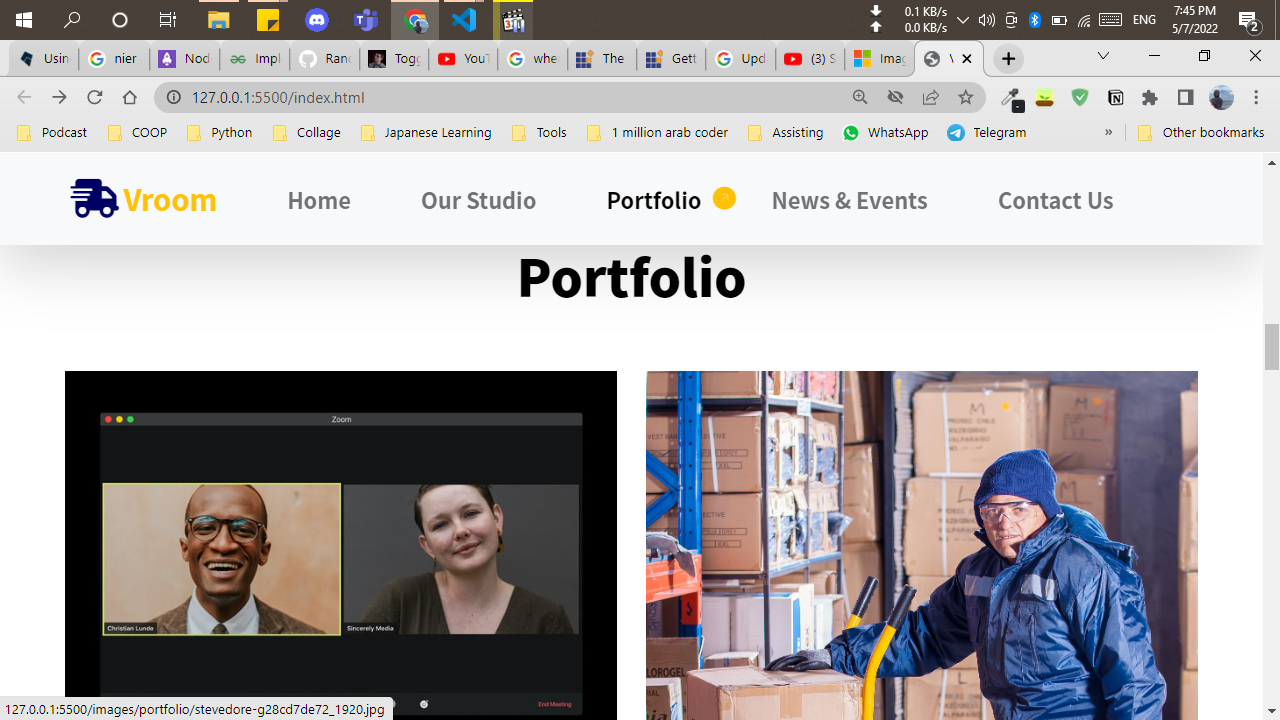 0.1 KB/s
0.0 KB/s
ENG
7:45 PM
5/7/2022
2
Usin
nier
Nod
Impl
Ranc
Togg
YouT
whe
The
Gett
Upd
(3) S
Imag
127.0.0.1:5500/index.html
Podcast
COOP
Python
Collage
Japanese Learning
Tools
1 million arab coder
Assisting
WhatsApp
Telegram
»
Other bookmarks
Vroom
Home
Our Studio
Portfolio
News & Events
Contact Us
Portfolio
Zoom
Christian Lunde
Sincerely Media
End Meeting
127.0.0.1:5500/images/portfolio/stevedore-g28cd7de72_1920.jpg